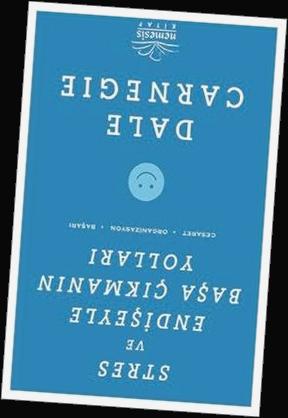 STRES
VE
ENDİŞEYLE
BAŞA ÇIKMANIN
YOLLARI
CESARET • ORGANİZASYON • BAŞARI
DALE
CARNEGIE
nemesis
KİTAP